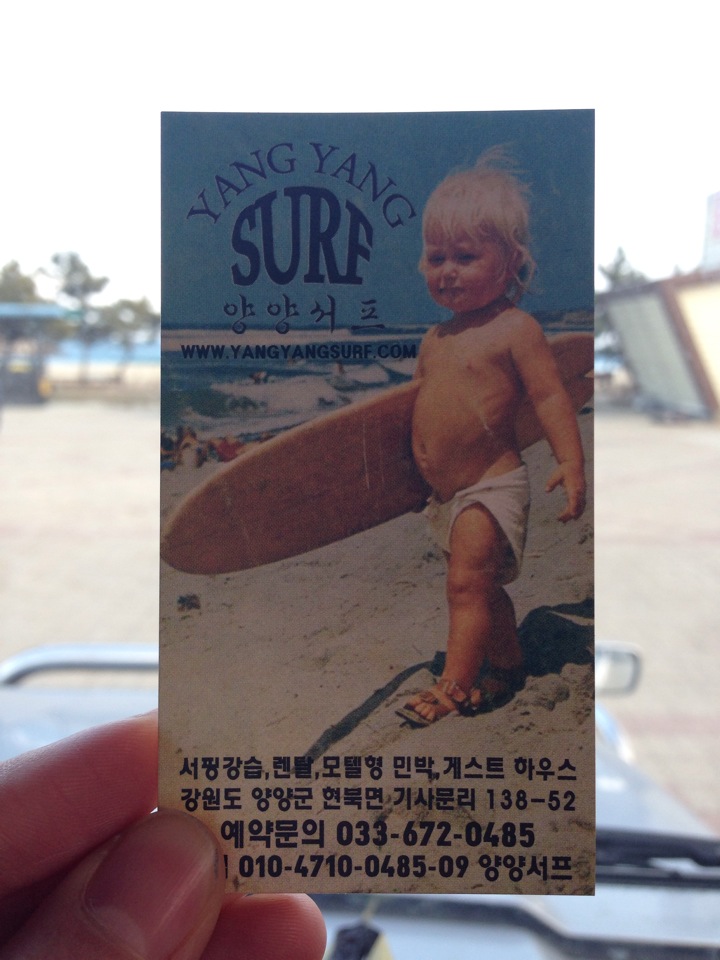 YANG YANG
SURF
양양서프
WWW.YANGYANGSURF.COM
서핑강습,렌탈,모텔형 민박,게스트 하우스
강원도 양양군 현북면 기사문리 138-52
예약문의 033-672-0485
010-4710-0485-09 양양서프